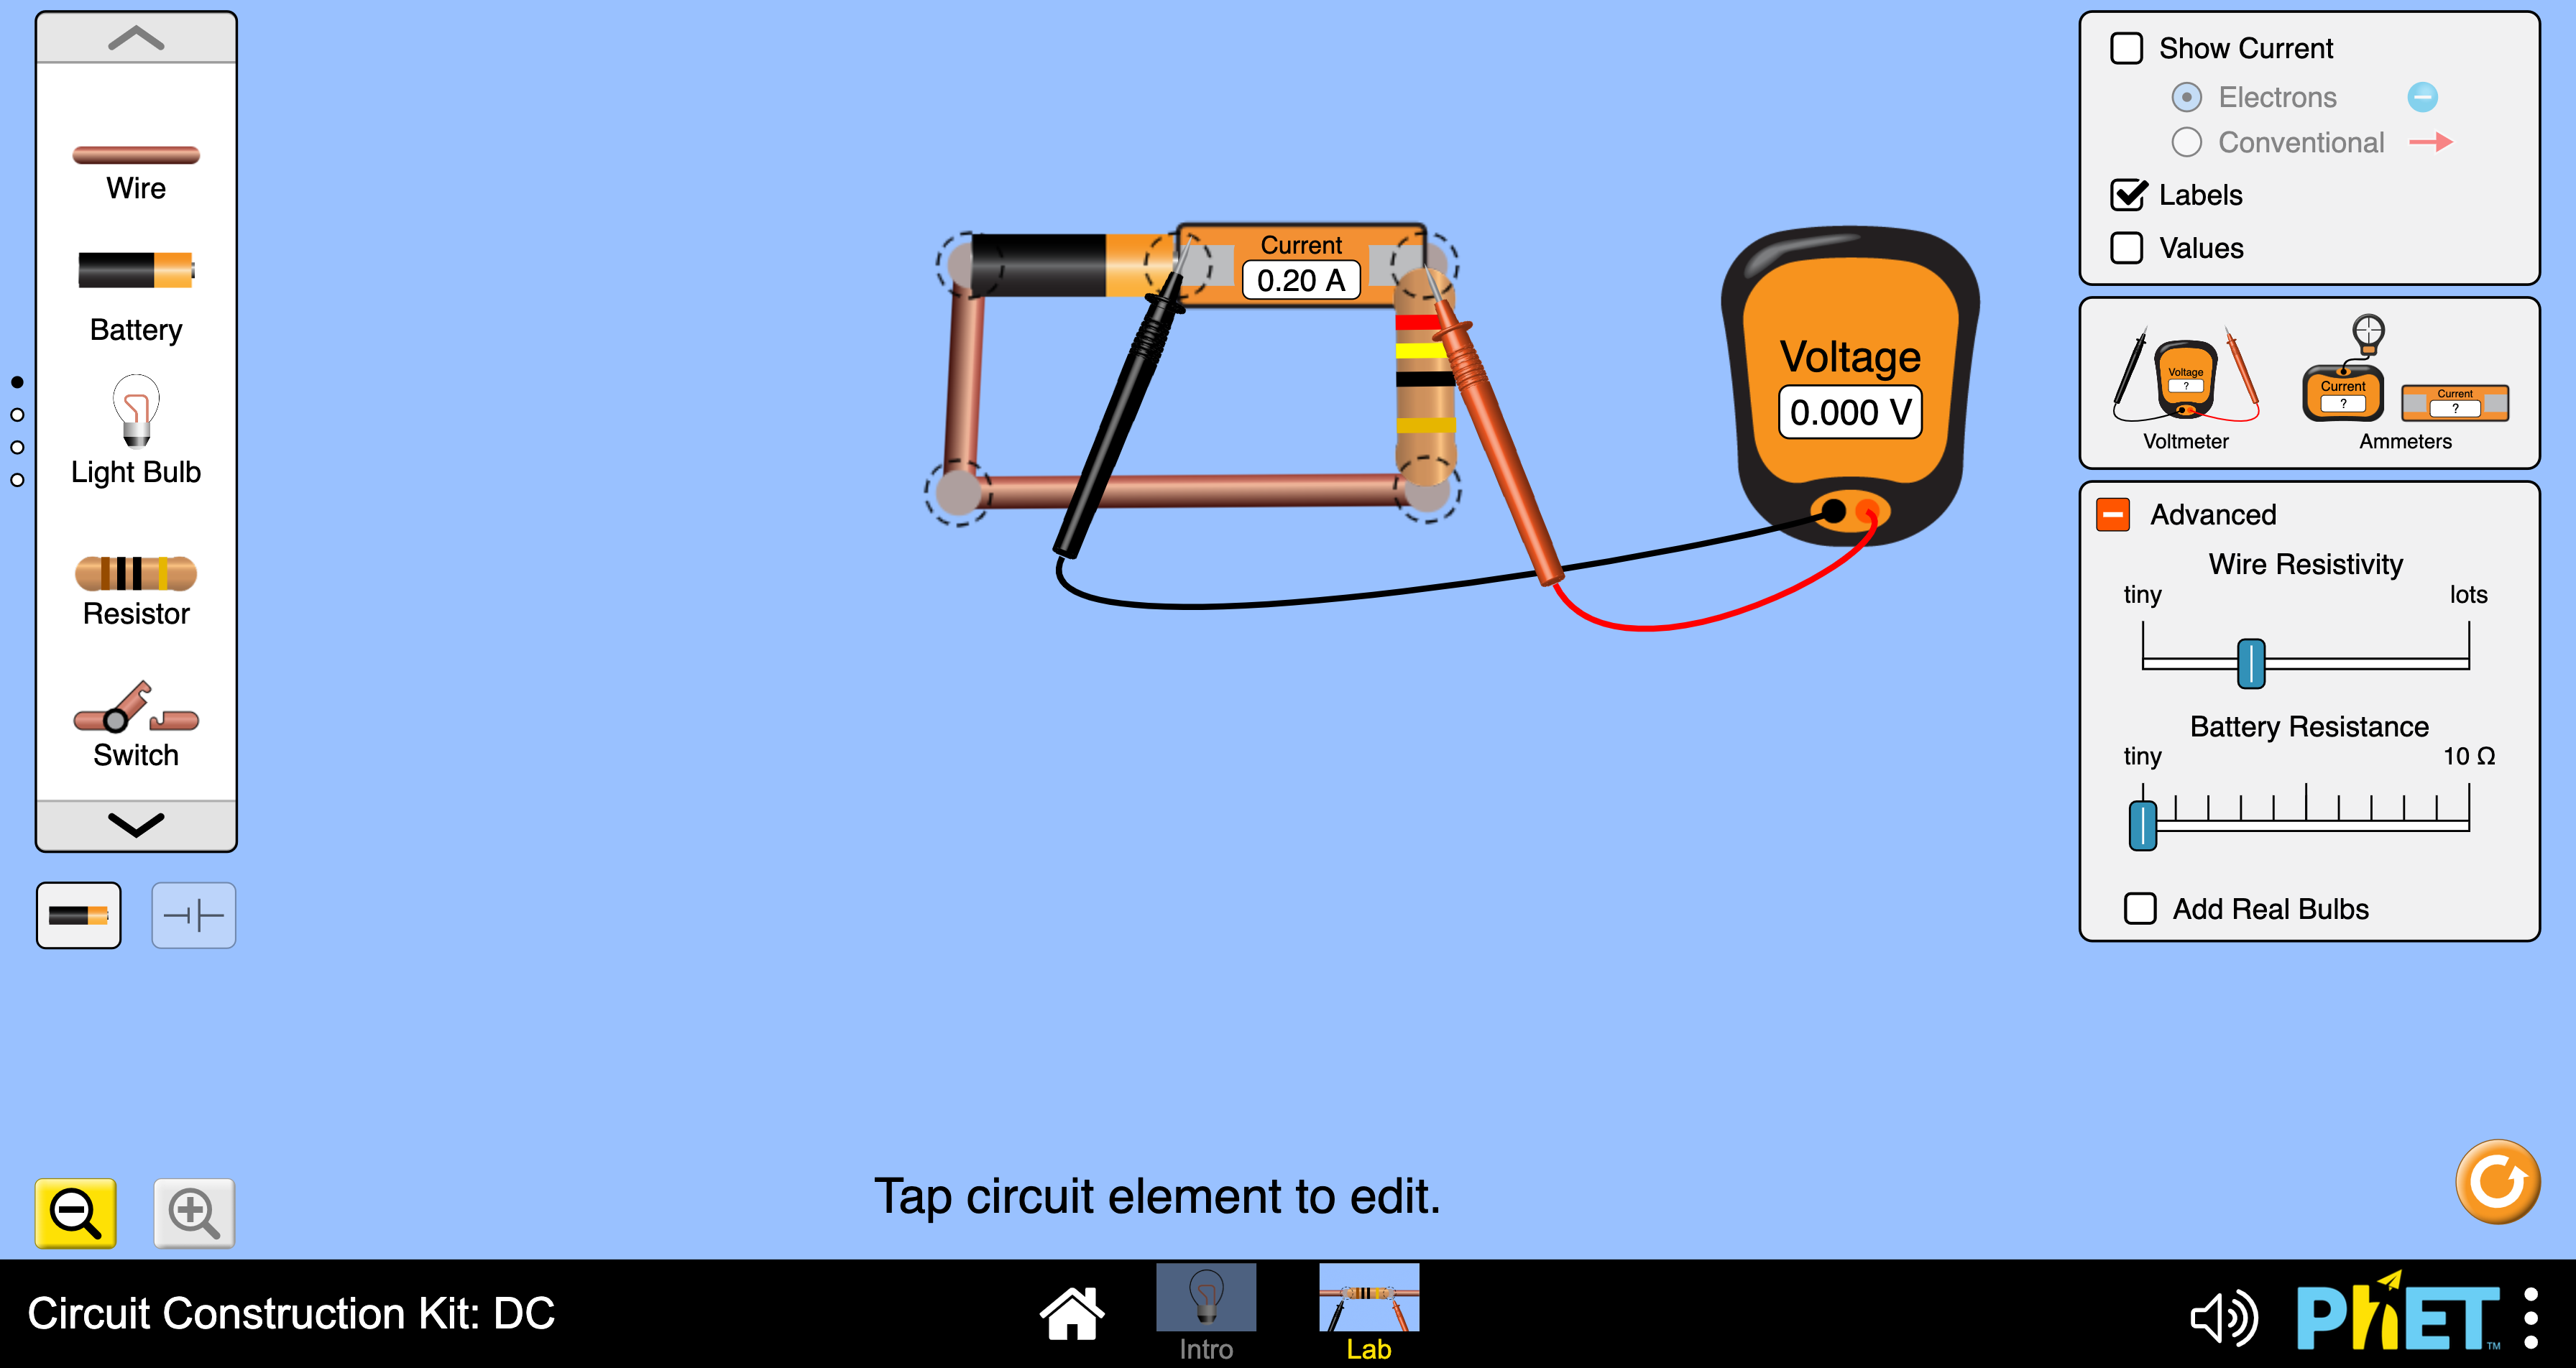 Wire
Battery
Light Bulb
Resistor
Switch
Current
0.20 A
Voltage
0.000 V
Show Current
Electrons
Conventional
Labels
Values
Voltage
?
Voltmeter
Current
?
Current
?
Ammeters
Advanced
Wire Resistivity
tiny lots
Battery Resistance
tiny 10 Ω
Add Real Bulbs
Tap circuit element to edit.
Circuit Construction Kit: DC
Intro
Lab
PhET™